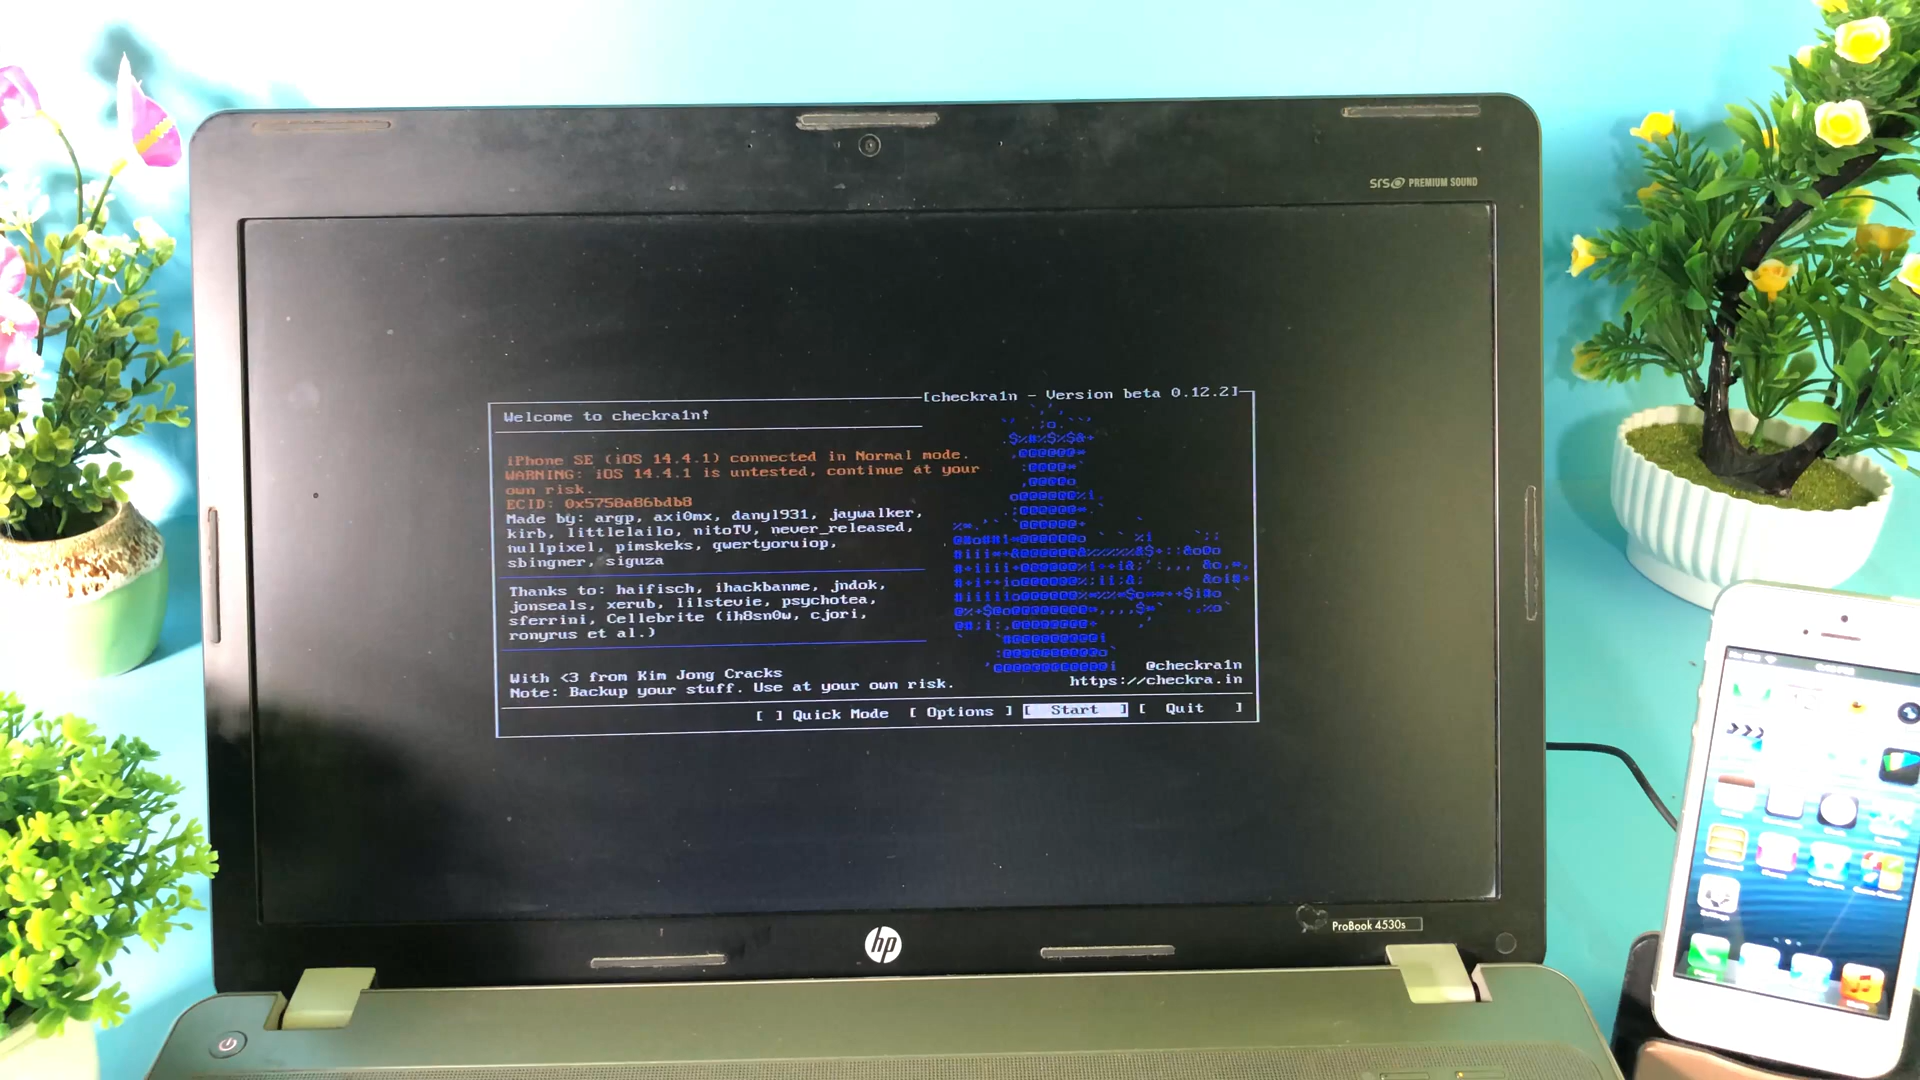 SRS PREMIUM SOUND
[checkra1n - Version beta 0.12.2]
Welcome to checkra1n!
iPhone SE (iOS 14.4.1) connected in Normal mode.
WARNING: iOS 14.4.1 is untested, continue at your
own risk.
ECID: 0x5758a86bdb8
Made by: argp, axi0mx, danyl931, jaywalker,
kirb, littlelailo, nitoTV, never_released,
nullpixel, pimskeks, qwertyoruiop,
sbingner, siguza
Thanks to: haifisch, ihackbanme, jndok,
jonseals, xerub, lilstevie, psychotea,
sferrini, Cellebrite (ih8sn0w, cjori,
ronyrus et al.)
With <3 from Kim Jong Cracks
Note: Backup your stuff. Use at your own risk.
@checkra1n
https://checkra.in
[ ] Quick Mode [ Options ] [ Start ] [ Quit ]
hp
ProBook 4530s
Settings